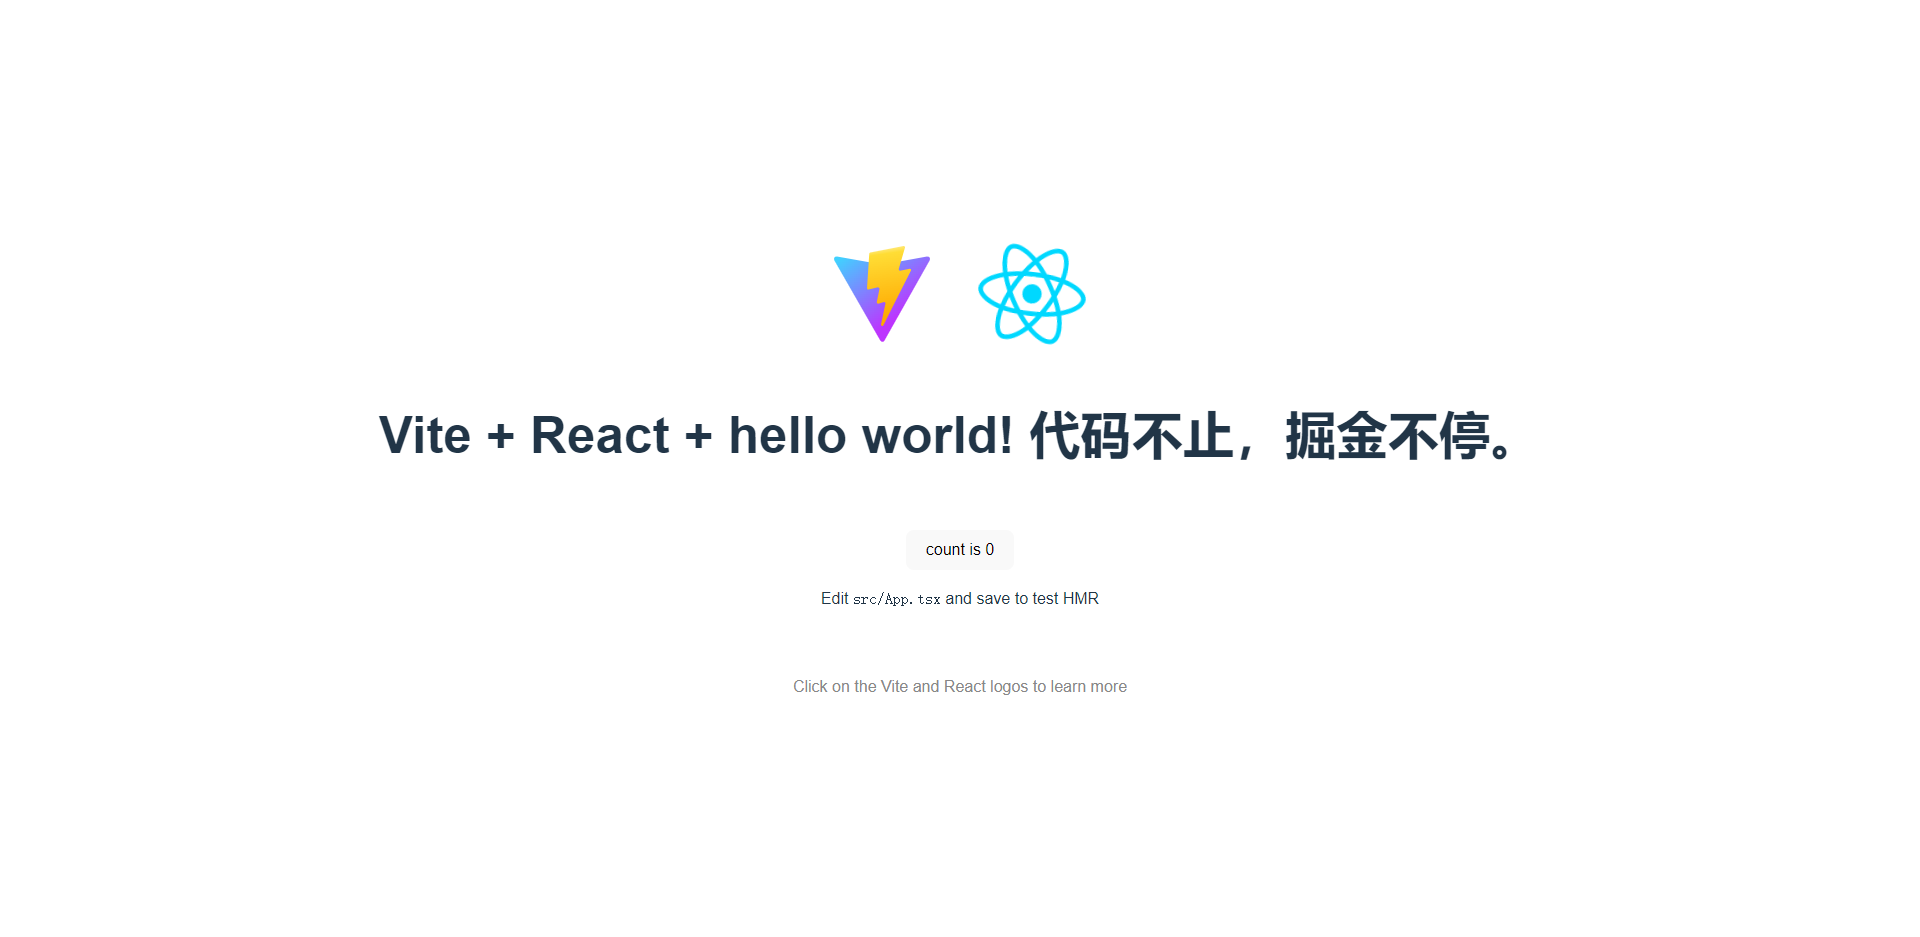 Vite + React + hello world! 代码不止，掘金不停。
count is 0
Edit src/App.tsx and save to test HMR
Click on the Vite and React logos to learn more